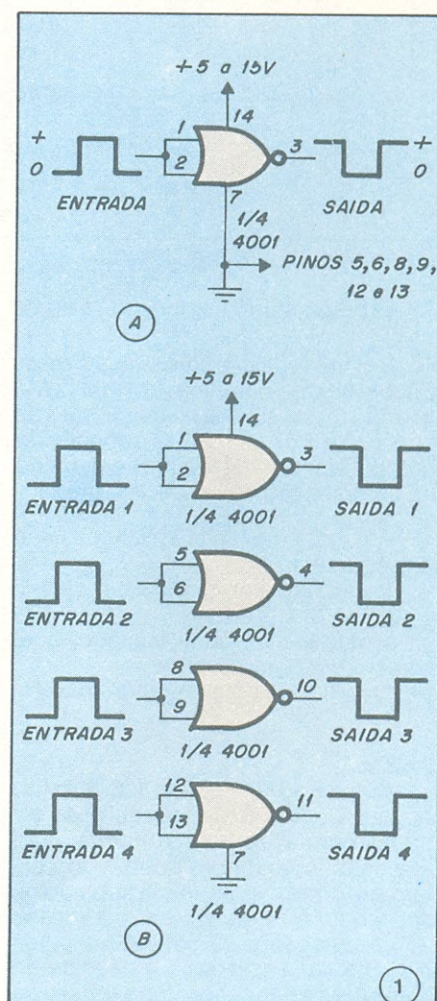 +5 a 15V
14
1
2
3
+
0
+
0
ENTRADA
SAIDA
7
1/4
4001
PINOS 5,6,8,9,
12 e 13
A
+5 a 15V
14
1
2
3
ENTRADA 1
1/4 4001
SAIDA 1
5
6
4
ENTRADA 2
1/4 4001
SAIDA 2
8
9
10
ENTRADA 3
1/4 4001
SAIDA 3
12
13
11
ENTRADA 4
7
SAIDA 4
1/4 4001
B
1